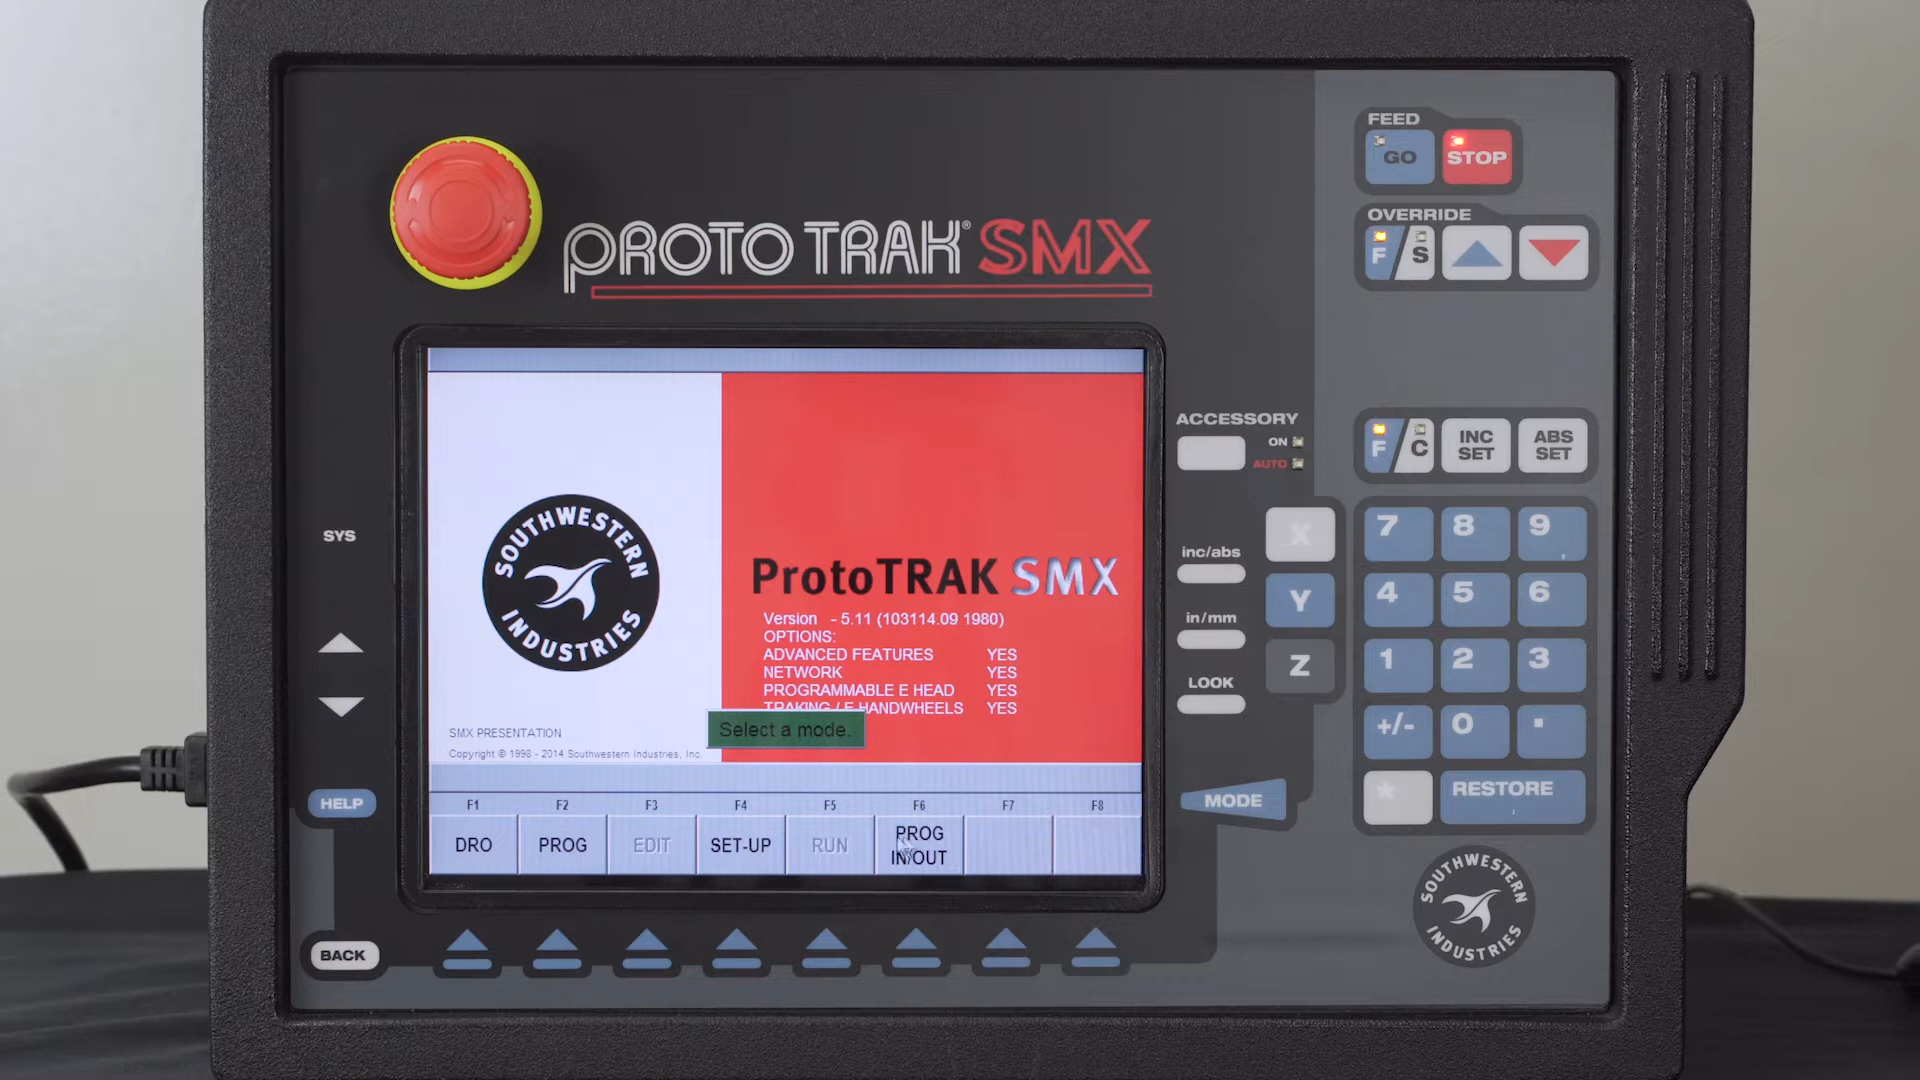 FEED
GO STOP
OVERRIDE
F S
PROTO TRAK® SMX
SOUTHWESTERN
INDUSTRIES
ProtoTRAK SMX
Version - 5.11 (103114.09 1980)
OPTIONS:
ADVANCED FEATURES YES
NETWORK YES
PROGRAMMABLE E HEAD YES
TRAKING / E HANDWHEELS YES
Select a mode.
SMX PRESENTATION
Copyright © 1998 - 2014 Southwestern Industries, Inc.
F1 F2 F3 F4 F5 F6 F7 F8
DRO PROG EDIT SET-UP RUN PROG
IN/OUT
SYS
HELP
BACK
ACCESSORY
ON
AUTO
inc/abs
in/mm
LOOK
MODE
F C INC
SET ABS
SET
X
Y
Z
7 8 9
4 5 6
1 2 3
+/- 0 .
* RESTORE
SOUTHWESTERN
INDUSTRIES